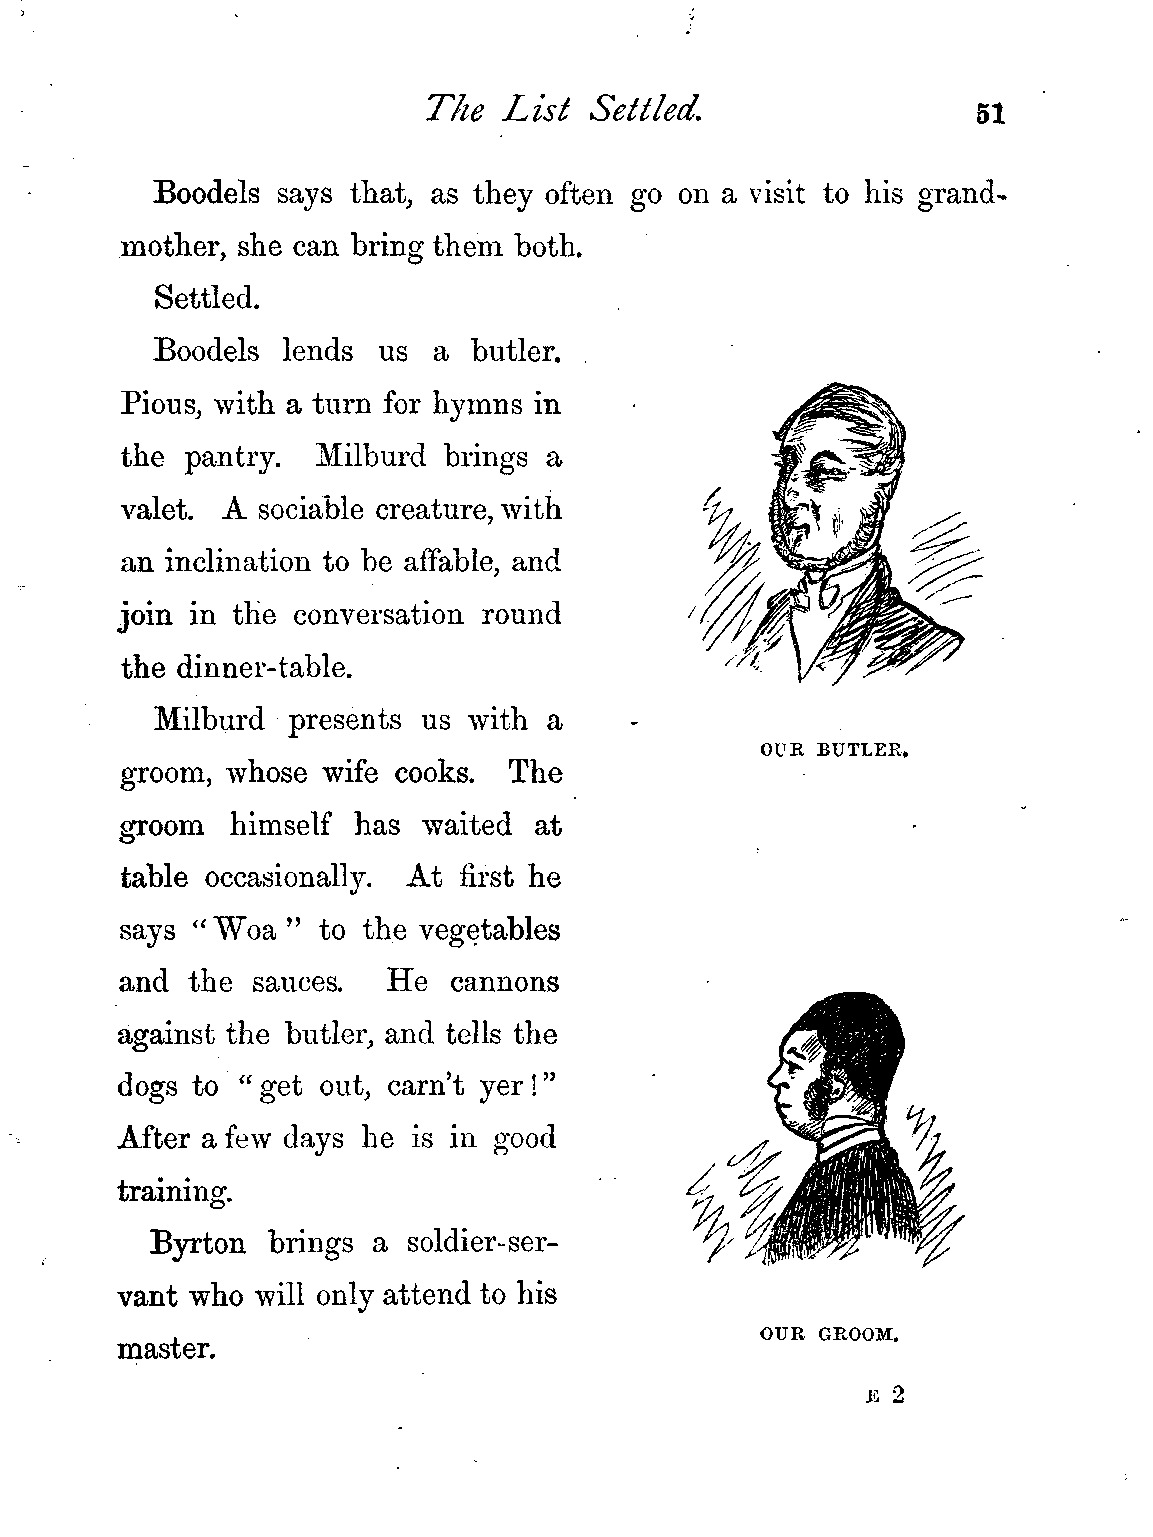 The List Settled. 51
Boodels says that, as they often go on a visit to his grand-
mother, she can bring them both.
Settled.
Boodels lends us a butler.
Pious, with a turn for hymns in
the pantry. Milburd brings a
valet. A sociable creature, with
an inclination to be affable, and
join in the conversation round
the dinner-table.
Milburd presents us with a
groom, whose wife cooks. The
groom himself has waited at
table occasionally. At first he
says “Woa” to the vegetables
and the sauces. He cannons
against the butler, and tells the
dogs to “get out, carn't yer!”
After a few days he is in good
training.
Byrton brings a soldier-ser-
vant who will only attend to his
master.
OUR BUTLER.
OUR GROOM.
E 2